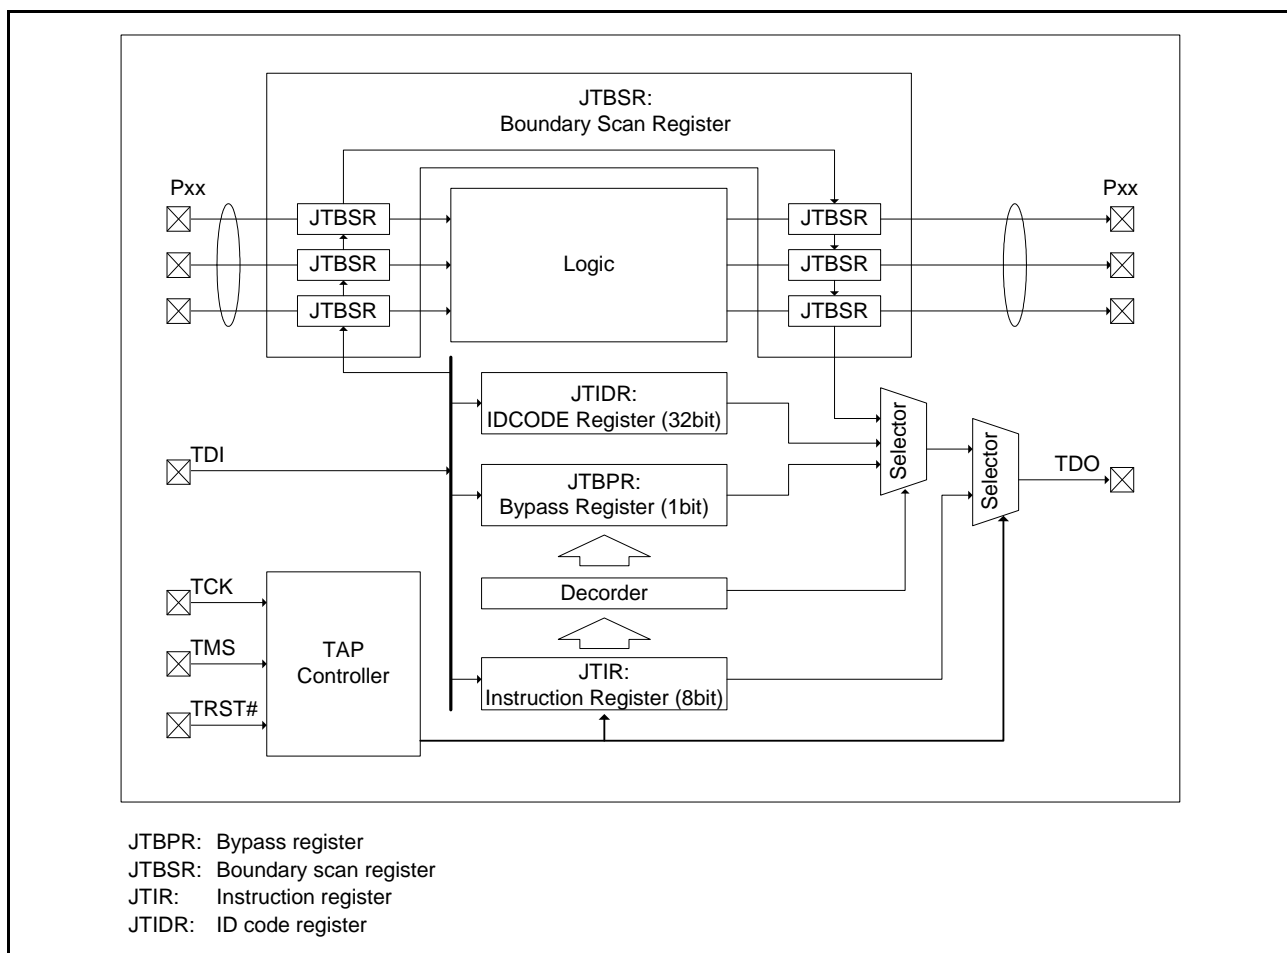 JTBSR:
Boundary Scan Register
Pxx
Pxx
JTBSR
JTBSR
JTBSR
JTBSR
Logic
JTBSR
JTBSR
JTIDR:
IDCODE Register (32bit)
Selector
Selector
TDI
TDO
JTBPR:
Bypass Register (1bit)
TCK
Decorder
TMS
TAP
Controller
JTIR:
Instruction Register (8bit)
TRST#
JTBPR: Bypass register
JTBSR: Boundary scan register
JTIR: Instruction register
JTIDR: ID code register